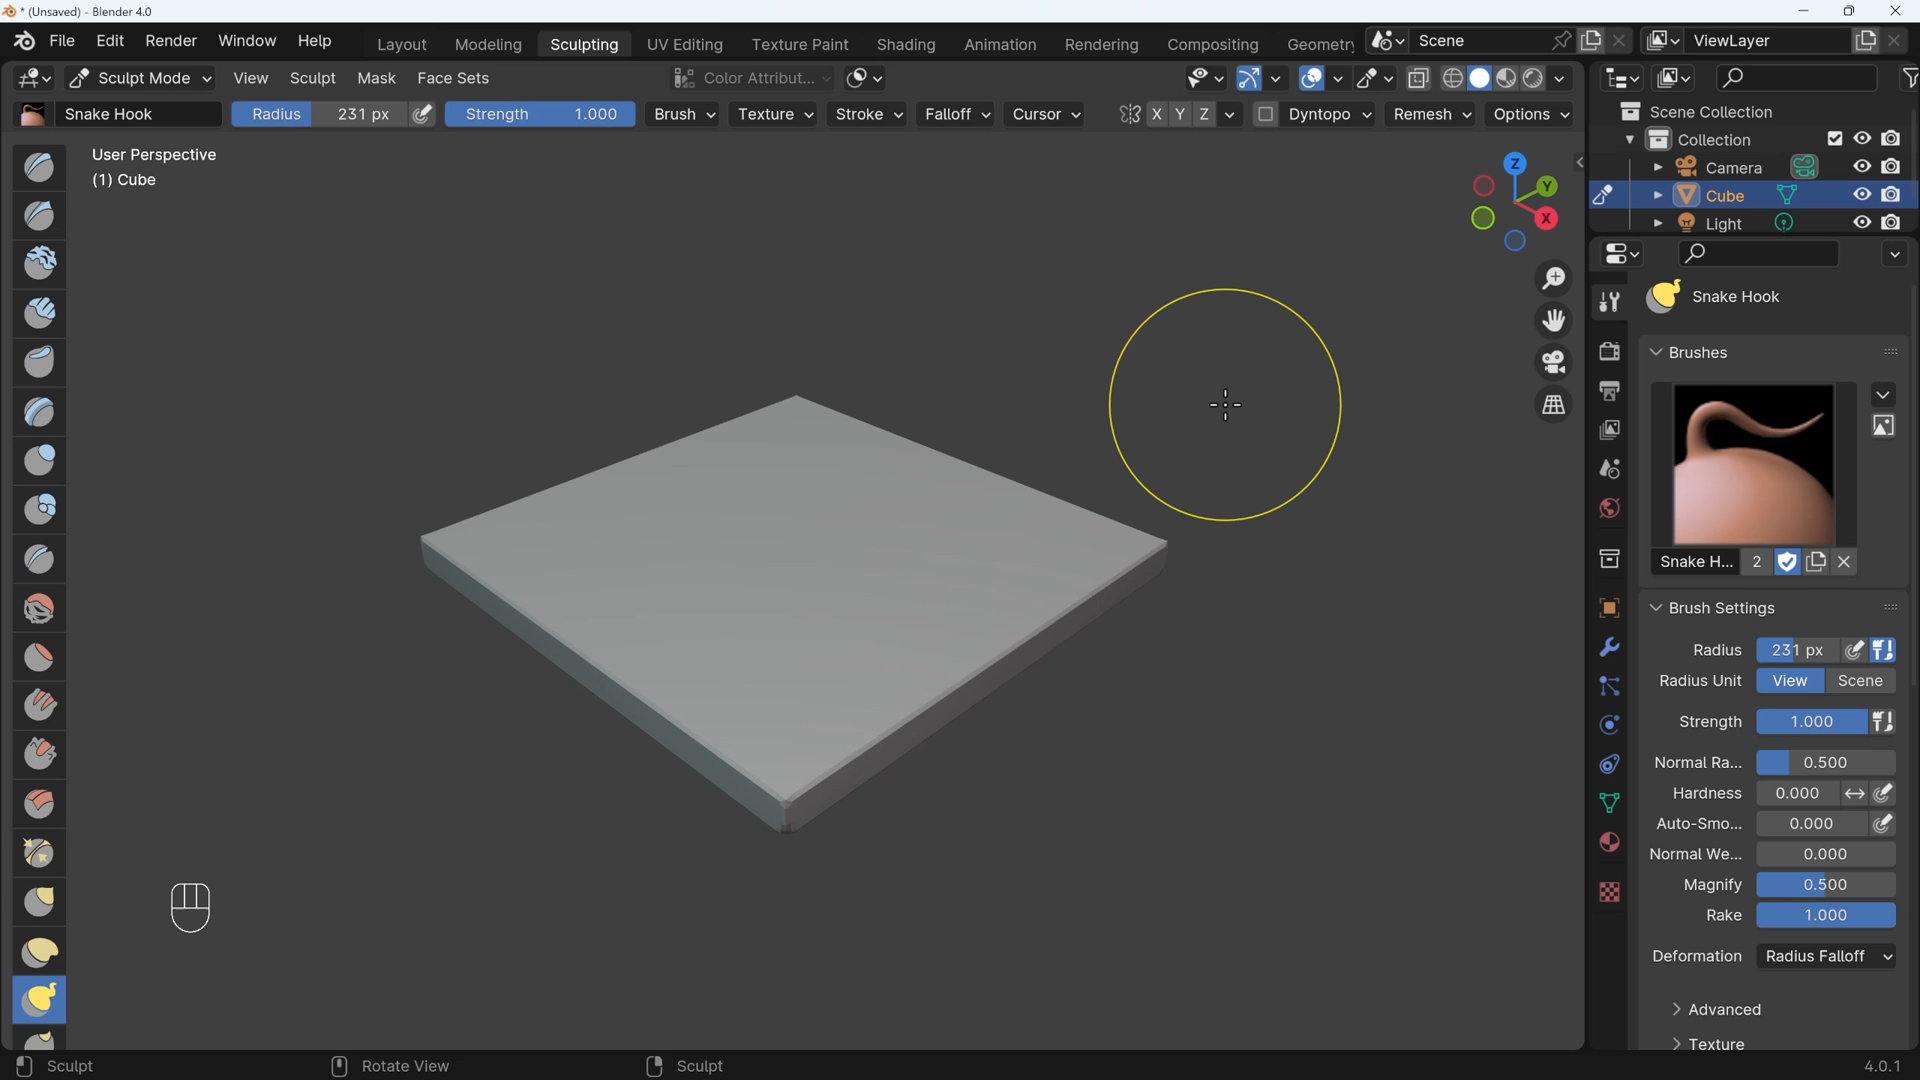 * (Unsaved) - Blender 4.0
File Edit Render Window Help Layout Modeling Sculpting UV Editing Texture Paint Shading Animation Rendering Compositing Geometry Scene ViewLayer
Sculpt Mode View Sculpt Mask Face Sets Color Attribut...
Snake Hook Radius 231 px Strength 1.000 Brush Texture Stroke Falloff Cursor X Y Z Dyntopo Remesh Options
User Perspective
(1) Cube
Z
Y
X
Scene Collection
Collection
Camera
Cube
Light
Snake Hook
Brushes
Snake H... 2
Brush Settings
Radius 231 px
Radius Unit View Scene
Strength 1.000
Normal Ra... 0.500
Hardness 0.000
Auto-Smo... 0.000
Normal We... 0.000
Magnify 0.500
Rake 1.000
Deformation Radius Falloff
Advanced
Texture
Sculpt Rotate View Sculpt 4.0.1